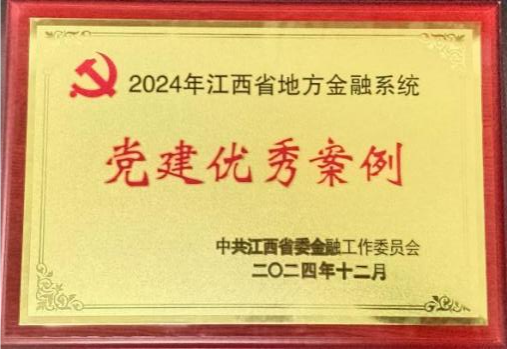 2024年江西省地方金融系统
党建优秀案例
中共江西省委金融工作委员会
二〇二四年十二月